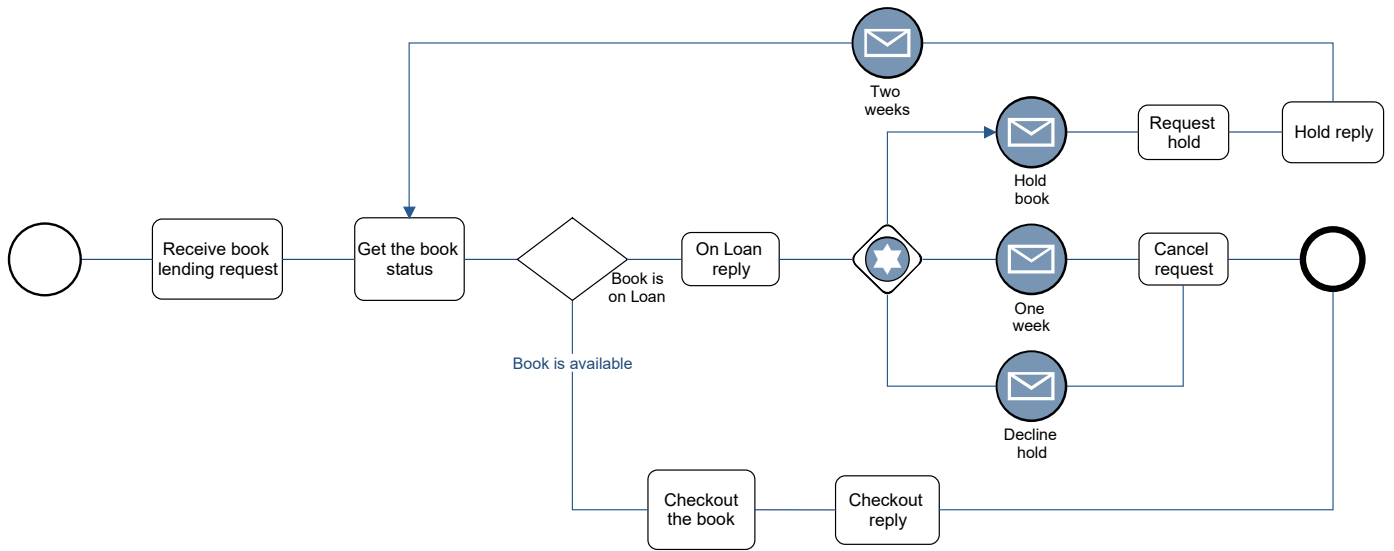 Two
weeks
Hold
book
Request
hold
Hold reply
Receive book
lending request
Get the book
status
Book is
on Loan
On Loan
reply
One
week
Cancel
request
Book is available
Decline
hold
Checkout
the book
Checkout
reply